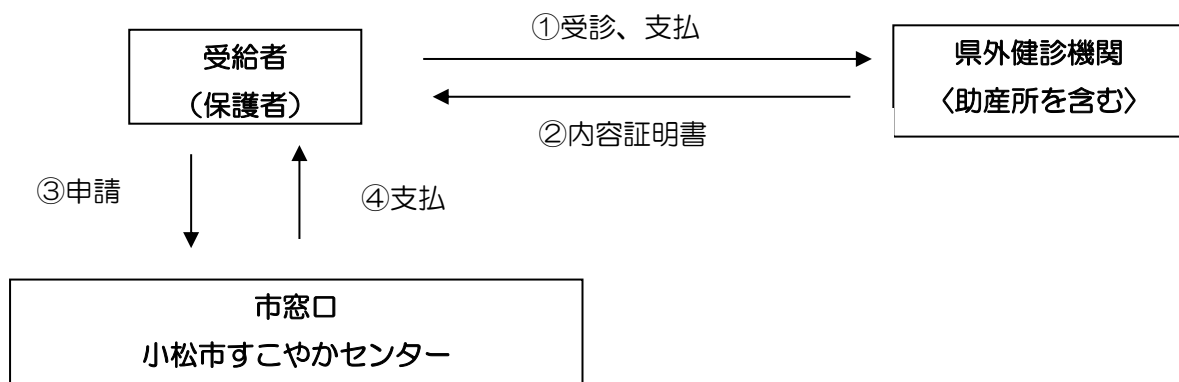 ①受診、支払
受給者
（保護者）
県外健診機関
〈助産所を含む〉
②内容証明書
③申請
④支払
市窓口
小松市すこやかセンター